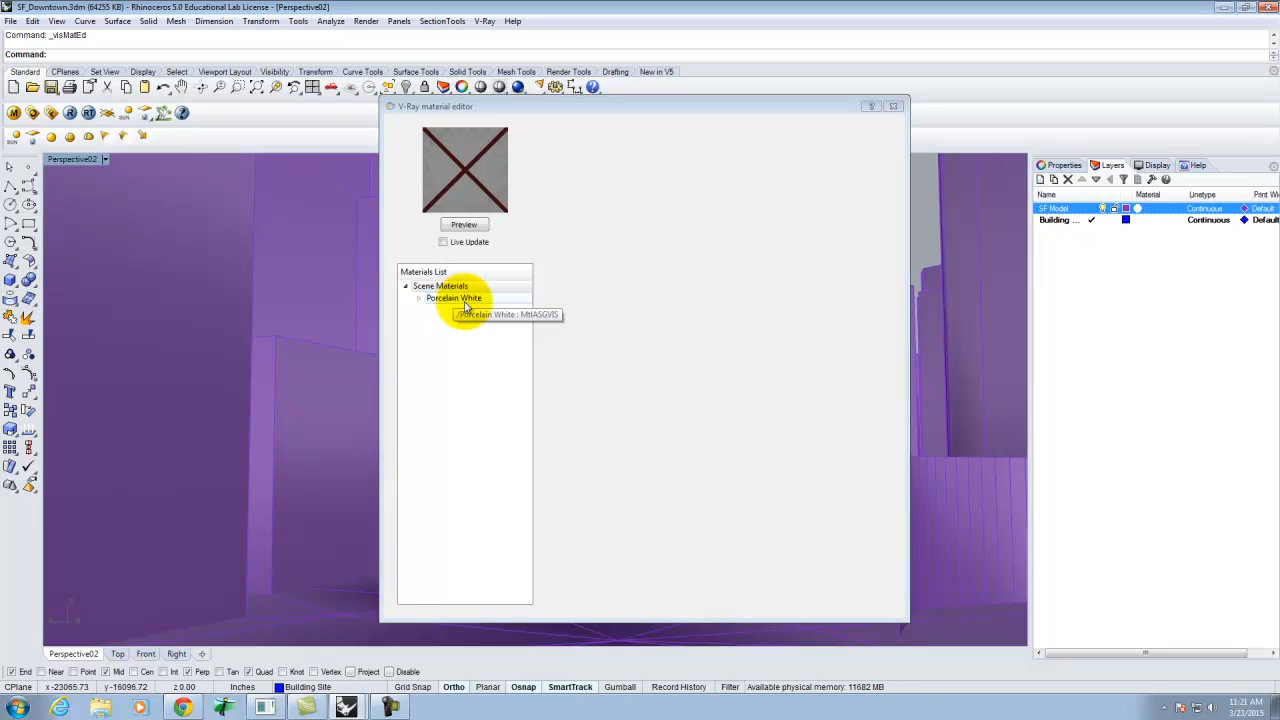 SF_Downtown.3dm (64255 KB) - Rhinoceros 5.0 Educational Lab License - [Perspective02]
File Edit View Curve Surface Solid Mesh Dimension Transform Tools Analyze Render Panels SectionTools V-Ray Help
Command: _visMatEd
Command:
Standard CPlanes Set View Display Select Viewport Layout Visibility Transform Curve Tools Surface Tools Solid Tools Mesh Tools Render Tools Drafting New in V5
V-Ray material editor
Perspective02
Properties Layers Display Help
Name Material Linetype Print Wi
SF Model Continuous Default
Building ... Continuous Default
Preview
Live Update
Materials List
Scene Materials
Porcelain White
/Porcelain White : MtlASGVIS
Perspective02 Top Front Right
End Near Point Mid Cen Int Perp Tan Quad Knot Vertex Project Disable
CPlane x -23065.73 y -16096.72 z 0.00 Inches Building Site Grid Snap Ortho Planar Osnap SmartTrack Gumball Record History Filter Available physical memory: 11682 MB
11:21 AM
3/23/2015